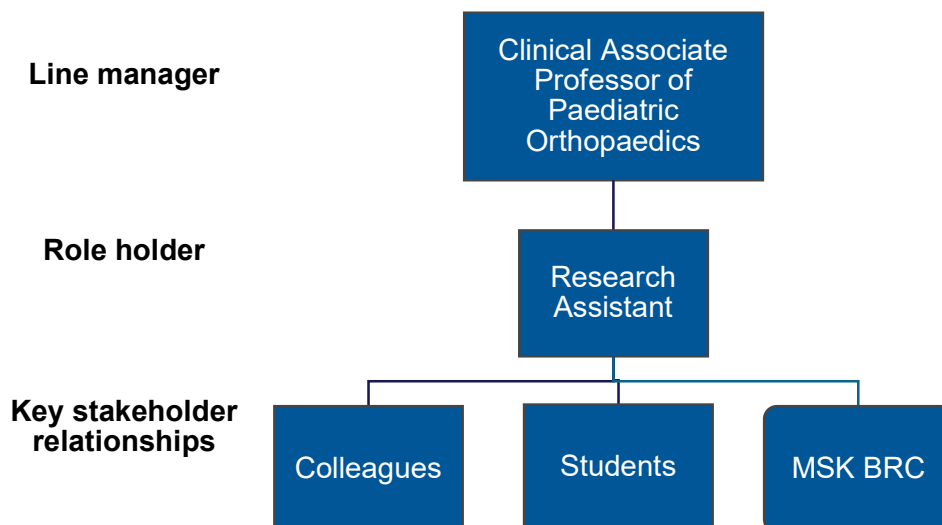 Line manager
Clinical Associate
Professor of
Paediatric
Orthopaedics
Role holder
Research
Assistant
Key stakeholder
relationships
Colleagues
Students
MSK BRC